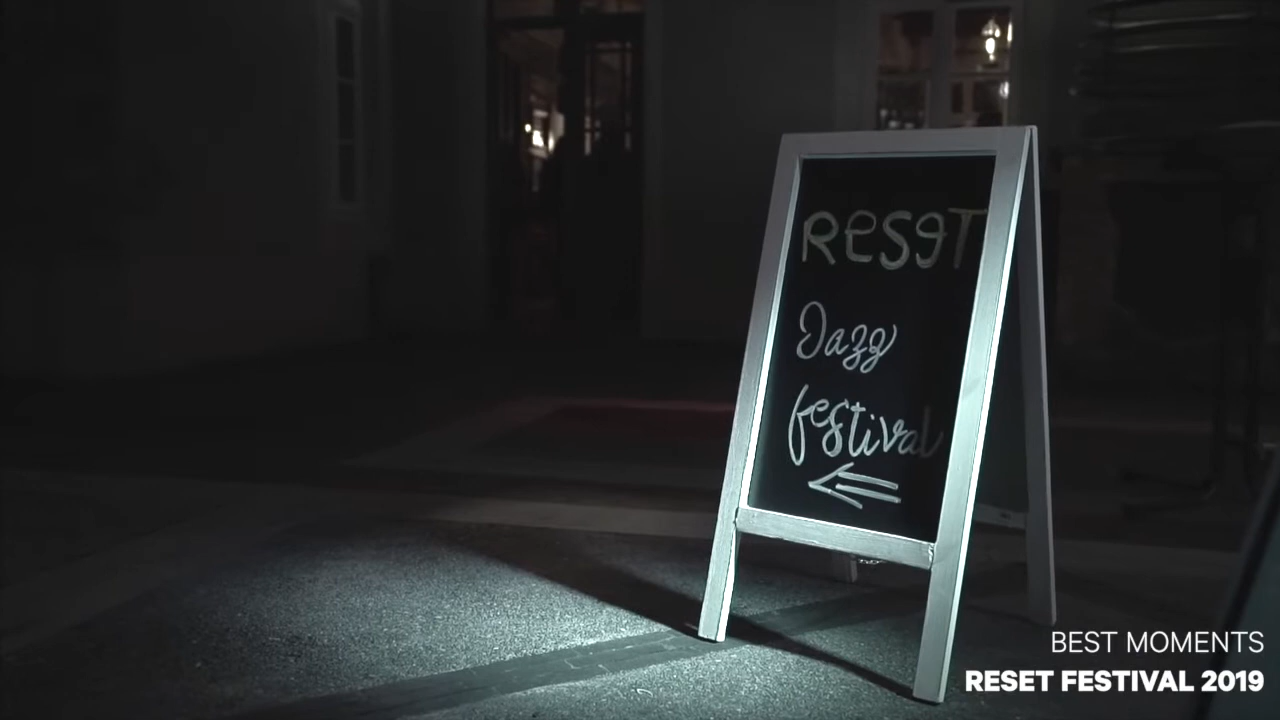 RESET
Jazz
festival
BEST MOMENTS
RESET FESTIVAL 2019